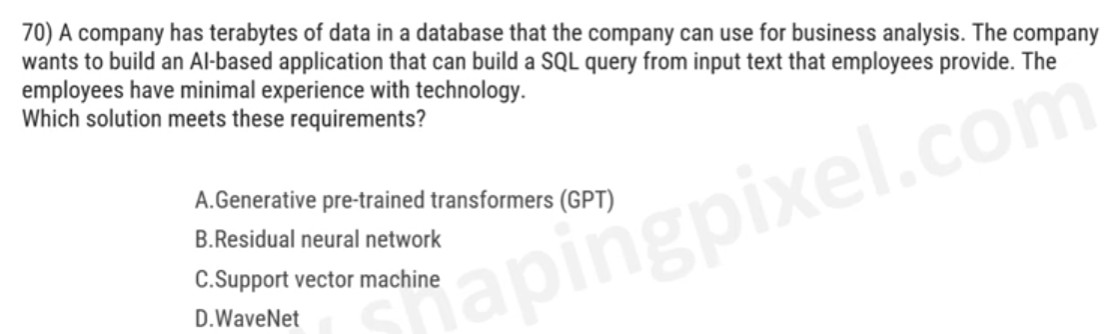 70) A company has terabytes of data in a database that the company can use for business analysis. The company
wants to build an AI-based application that can build a SQL query from input text that employees provide. The
employees have minimal experience with technology.
Which solution meets these requirements?
A.Generative pre-trained transformers (GPT)
B.Residual neural network
C.Support vector machine
D.WaveNet
shapingpixel.com